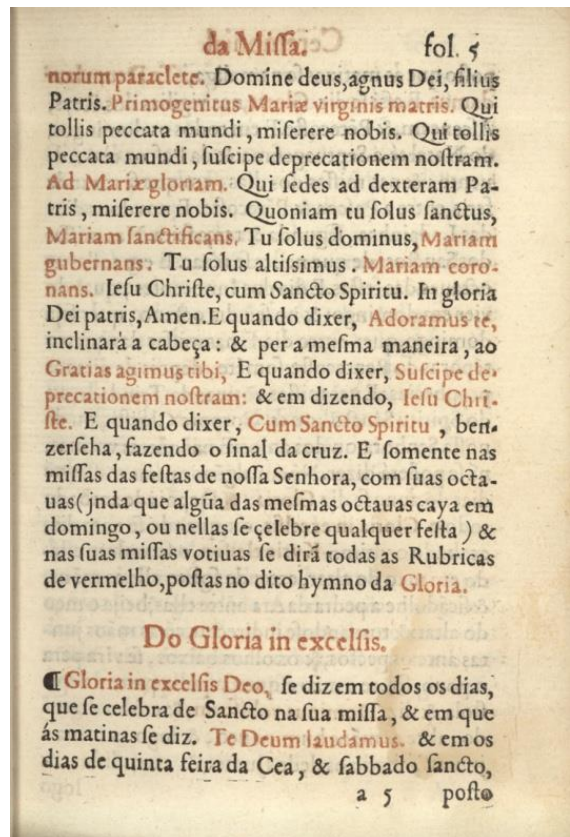 da Miſſa. fol. 5
norum paraclete. Domine deus, agnus Dei, filius
Patris. Primogenitus Mariæ virginis matris. Qui
tollis peccata mundi, miſerere nobis. Qui tollis
peccata mundi, ſuſcipe deprecationem noſtram.
Ad Mariæ gloriam. Qui ſedes ad dexteram Pa-
tris, miſerere nobis. Quoniam tu ſolus ſanctus,
Mariam ſanctificans. Tu ſolus dominus, Mariam
gubernans. Tu ſolus altiſsimus. Mariam coro-
nans. Ieſu Chriſte, cum Sancto Spiritu. In gloria
Dei patris, Amen. E quando dixer, Adoramus te,
inclinarà a cabeça: & per a meſma maneira, ao
Gratias agimus tibi, E quando dixer, Suſcipe de-
precationem noſtram: & em dizendo, Ieſu Chri-
ſte. E quando dixer, Cum Sancto Spiritu, ben-
zerſeha, fazendo o ſinal da cruz. E ſomente nas
miſſas das feſtas de noſſa Senhora, com ſuas octa-
uas (jnda que algũa das meſmas octauas caya em
domingo, ou nellas ſe çelebre qualquer feſta) &
nas ſuas miſſas votiuas ſe dirã todas as Rubricas
de vermelho, poſtas no dito hymno da Gloria.
Do Gloria in excelſis.
¶ Gloria in excelſis Deo, ſe diz em todos os dias,
que ſe celebra de Sancto na ſua miſſa, & em que
ás matinas ſe diz. Te Deum laudamus. & em os
dias de quinta feira da Cea, & ſabbado ſancto,
a 5 poſto